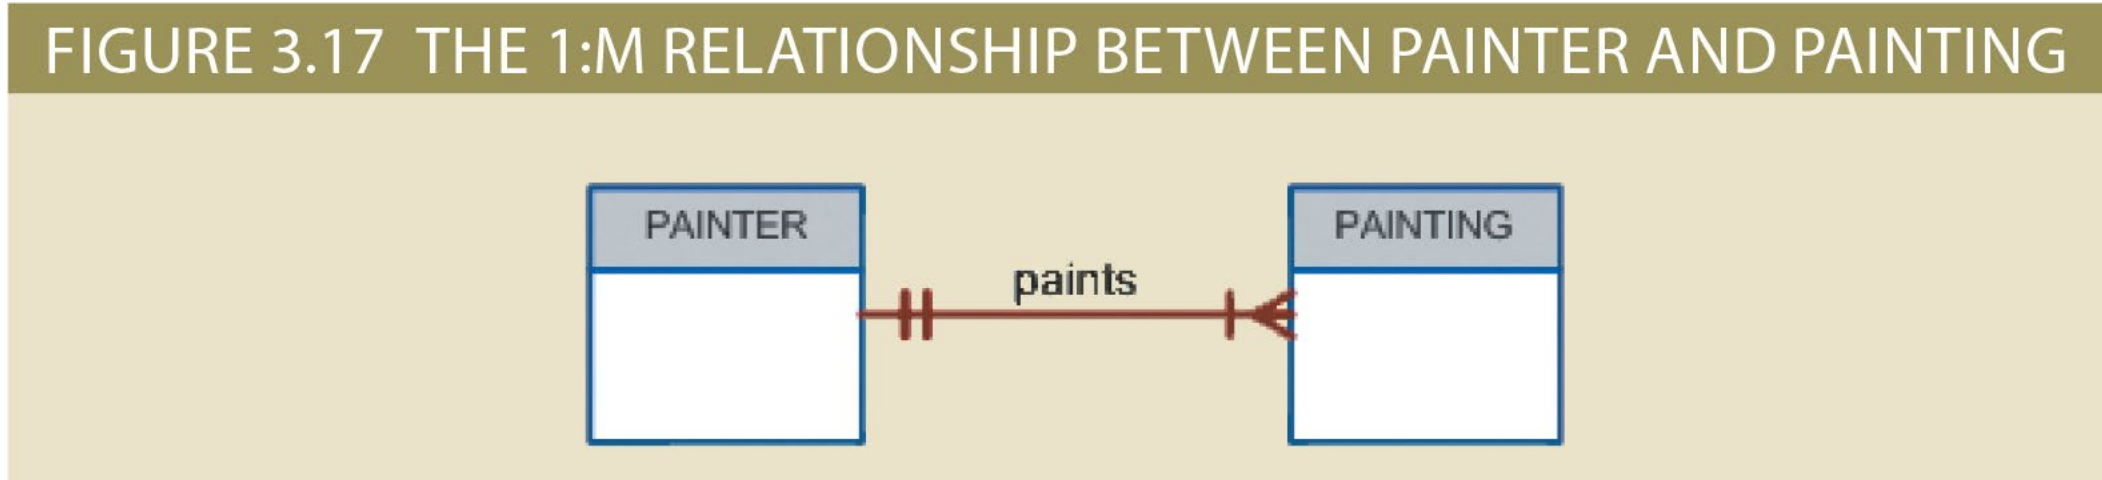 FIGURE 3.17 THE 1:M RELATIONSHIP BETWEEN PAINTER AND PAINTING
PAINTER
PAINTING
paints